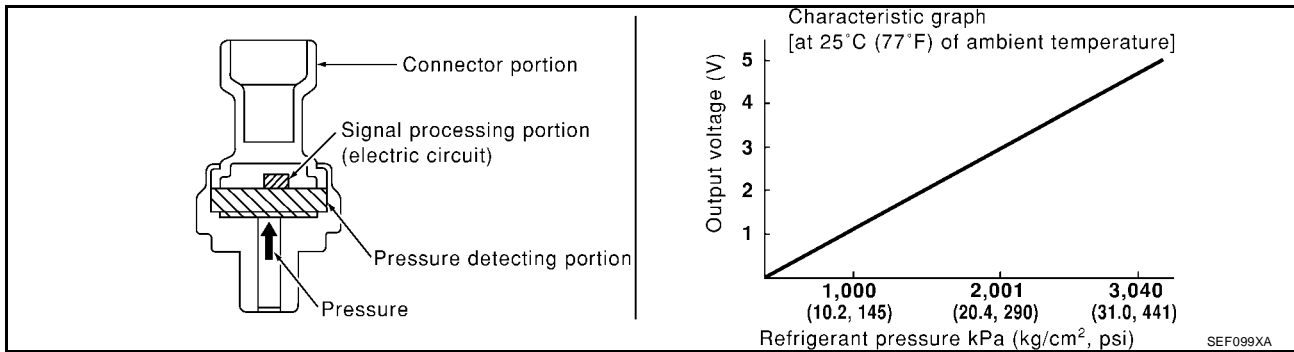 Connector portion
Signal processing portion
(electric circuit)
Pressure detecting portion
Pressure
Characteristic graph
[at 25°C (77°F) of ambient temperature]
Output voltage (V)
5
4
3
2
1
1,000 2,001 3,040
(10.2, 145) (20.4, 290) (31.0, 441)
Refrigerant pressure kPa (kg/cm², psi)
SEF099XA